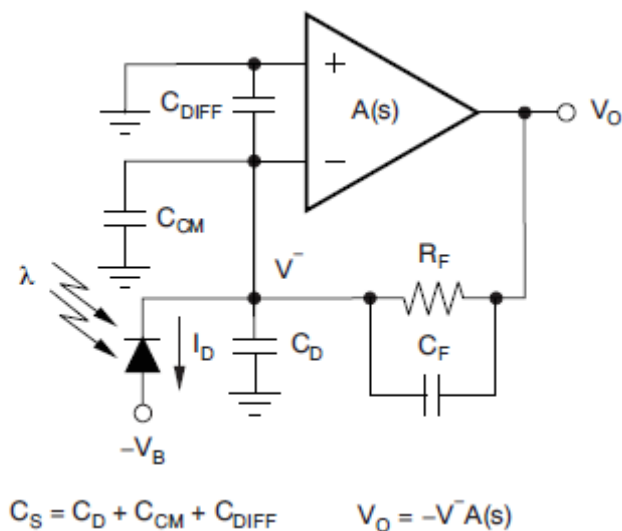 +
C_DIFF
A(s)
V_O
−
C_CM
V⁻
R_F
λ
I_D
C_D
C_F
−V_B
C_S = C_D + C_CM + C_DIFF
V_O = −V⁻A(s)